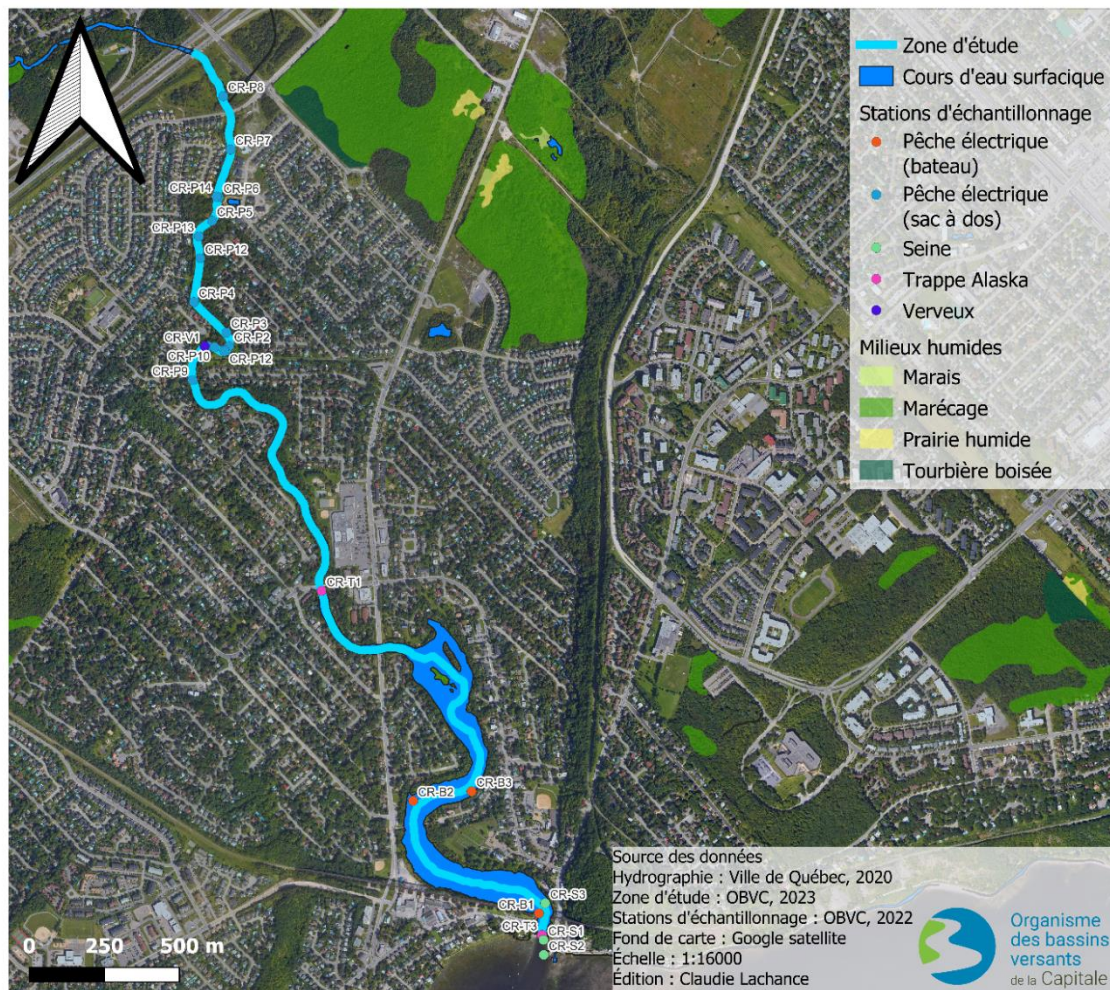 Zone d'étude
Cours d'eau surfacique
Stations d'échantillonnage
Pêche électrique
(bateau)
Pêche électrique
(sac à dos)
Seine
Trappe Alaska
Verveux
Milieux humides
Marais
Marécage
Prairie humide
Tourbière boisée
CR-P8
CR-P7
CR-P14
CR-P6
CR-P5
CR-P13
CR-P12
CR-P4
CR-P3
CR-V1
CR-P2
CR-P10
CR-P12
CR-P9
CR-T1
CR-B3
CR-B2
CR-S3
CR-B1
CR-T3
CR-S1
CR-S2
0 250 500 m
Source des données
Hydrographie : Ville de Québec, 2020
Zone d'étude : OBVC, 2023
Stations d'échantillonnage : OBVC, 2022
Fond de carte : Google satellite
Échelle : 1:16000
Édition : Claudie Lachance
Organisme
des bassins
versants
de la Capitale